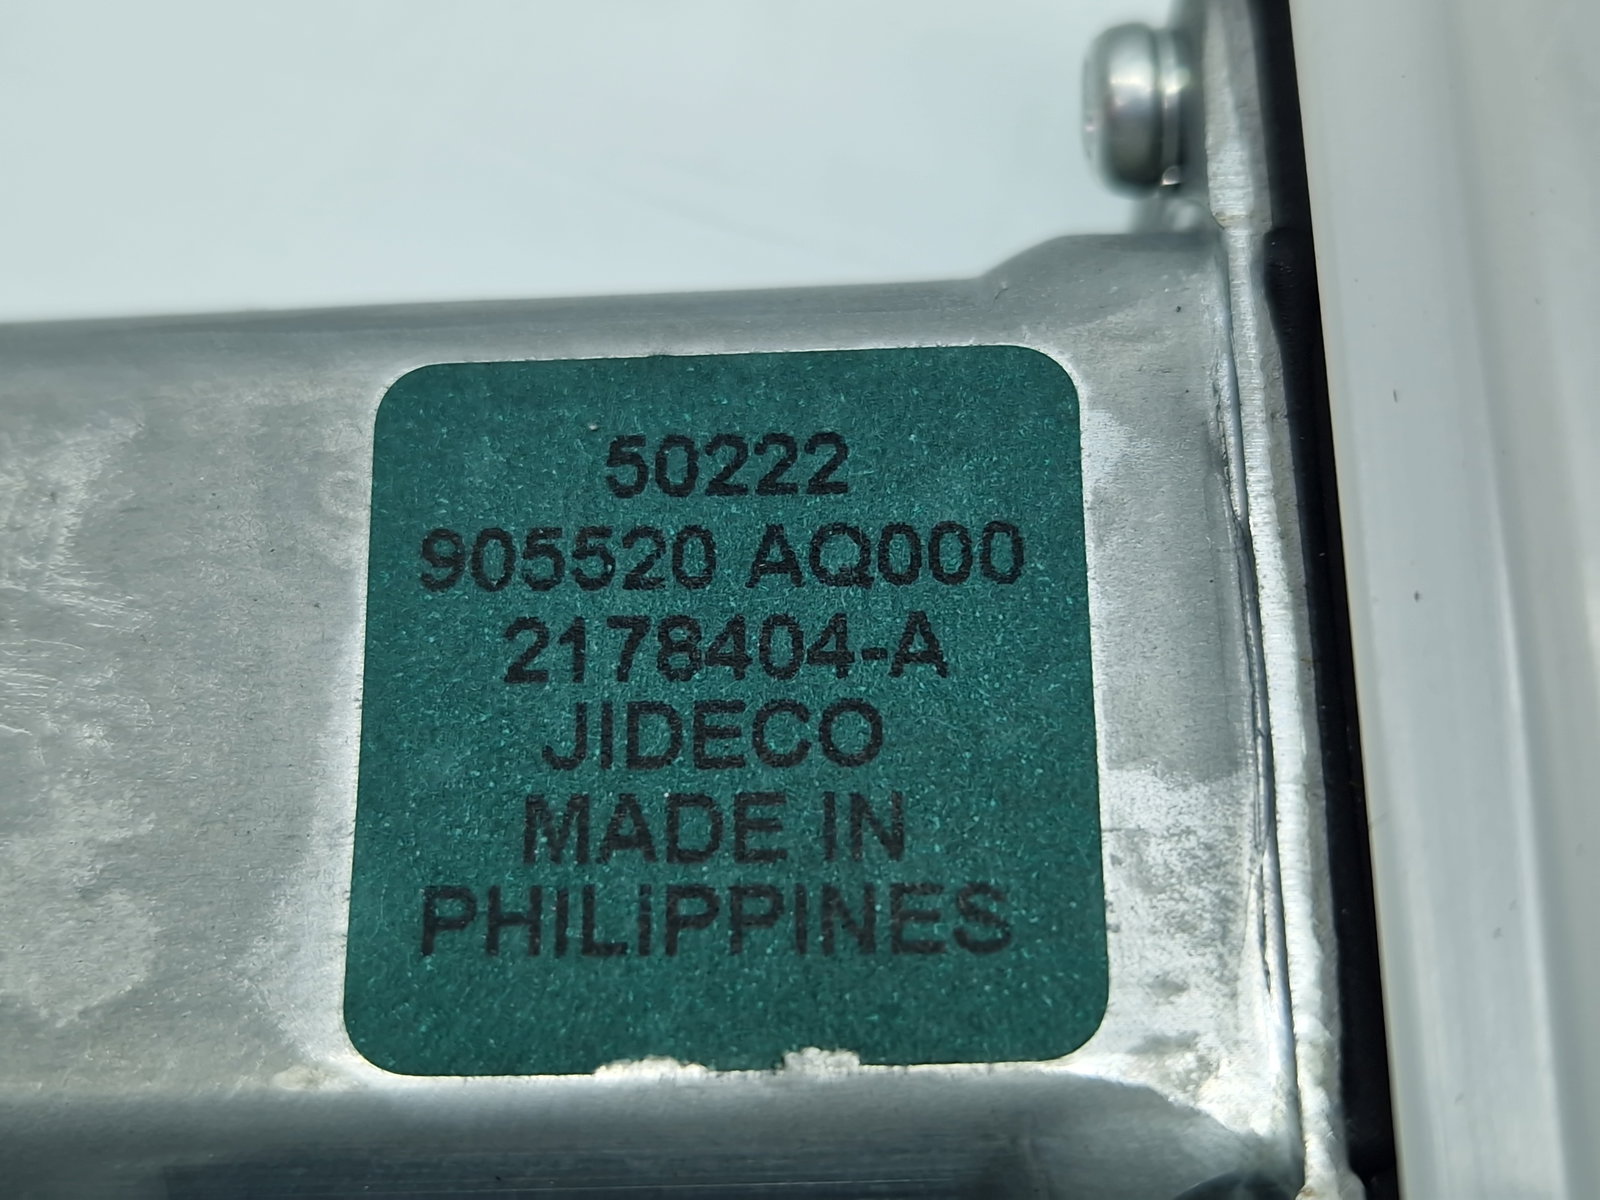 50222
905520 AQ000
2178404-A
JIDECO
MADE IN
PHILIPPINES